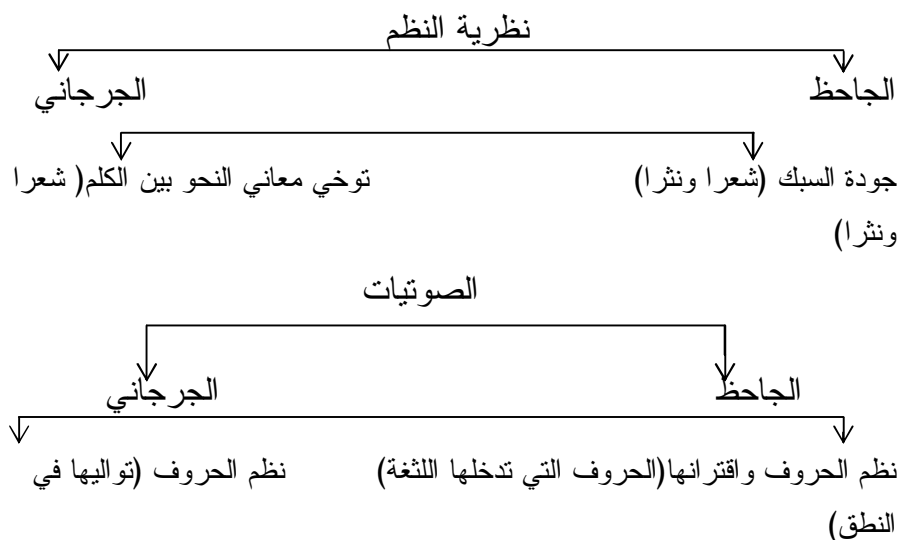 نظرية النظم
الجاحظ الجرجاني
جودة السبك (شعرا ونثرا) توخي معاني النحو بين الكلم( شعرا
ونثرا)
الصوتيات
الجاحظ الجرجاني
نظم الحروف واقترانها(الحروف التي تدخلها اللثغة) نظم الحروف (تواليها في
النطق)